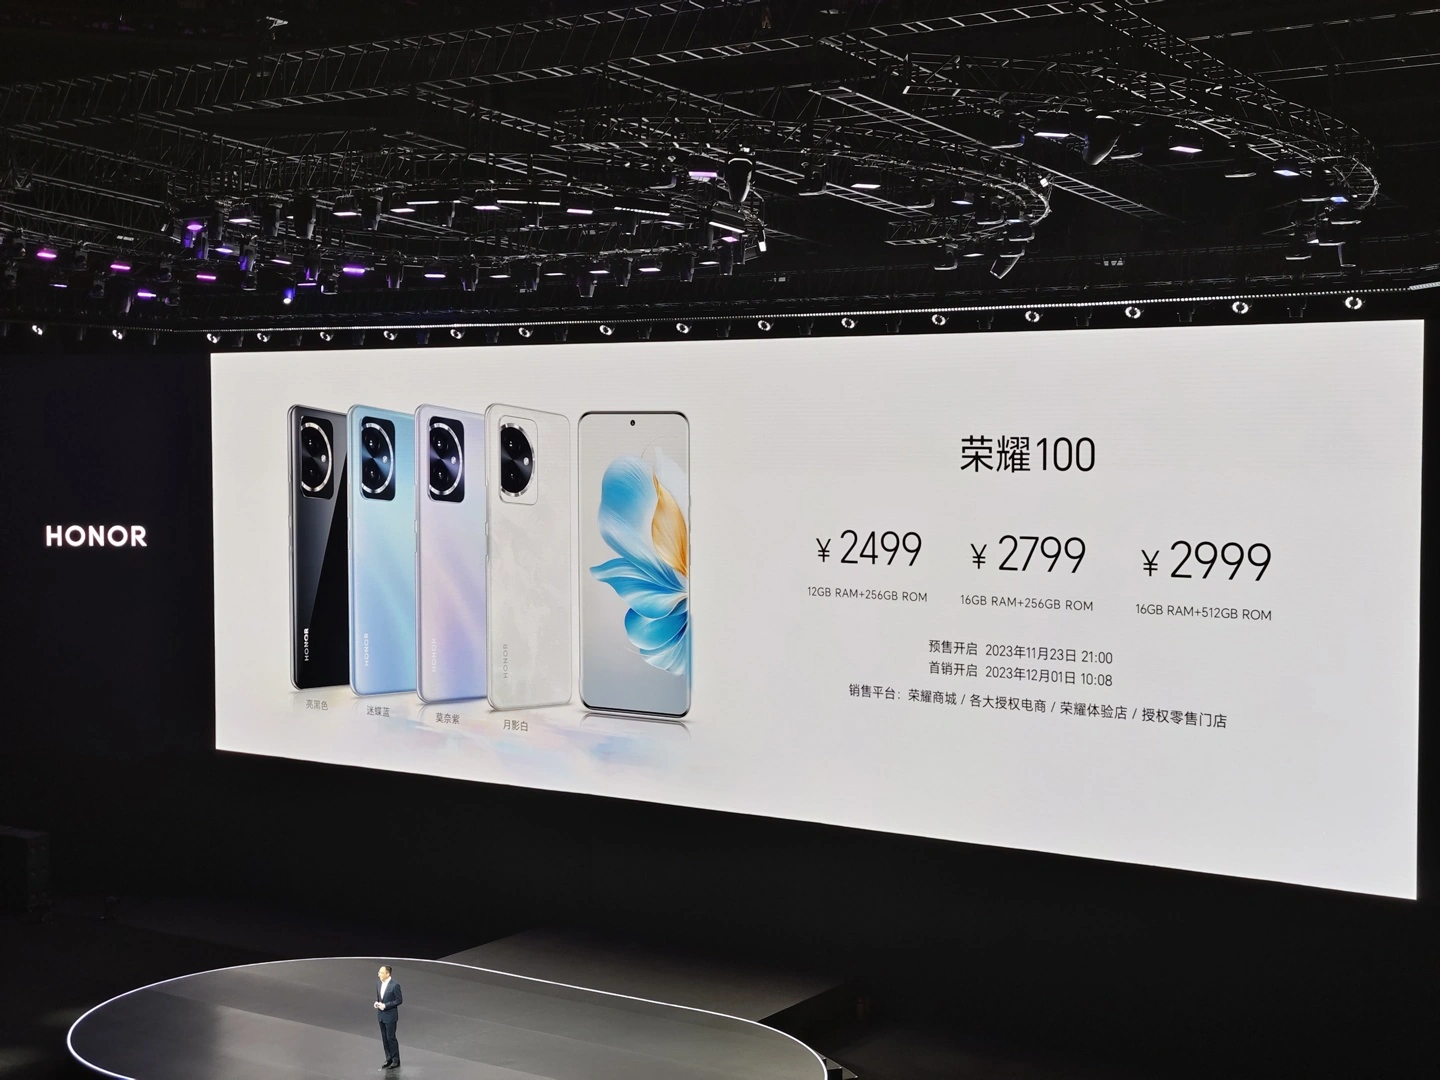 HONOR
荣耀100
¥2499
12GB RAM+256GB ROM
¥2799
16GB RAM+256GB ROM
¥2999
16GB RAM+512GB ROM
预售开启 2023年11月23日 21:00
首销开启 2023年12月01日 10:08
销售平台：荣耀商城 / 各大授权电商 / 荣耀体验店 / 授权零售门店
HONOR
HONOR
HONOR
HONOR
亮黑色
迷蝶蓝
莫奈紫
月影白